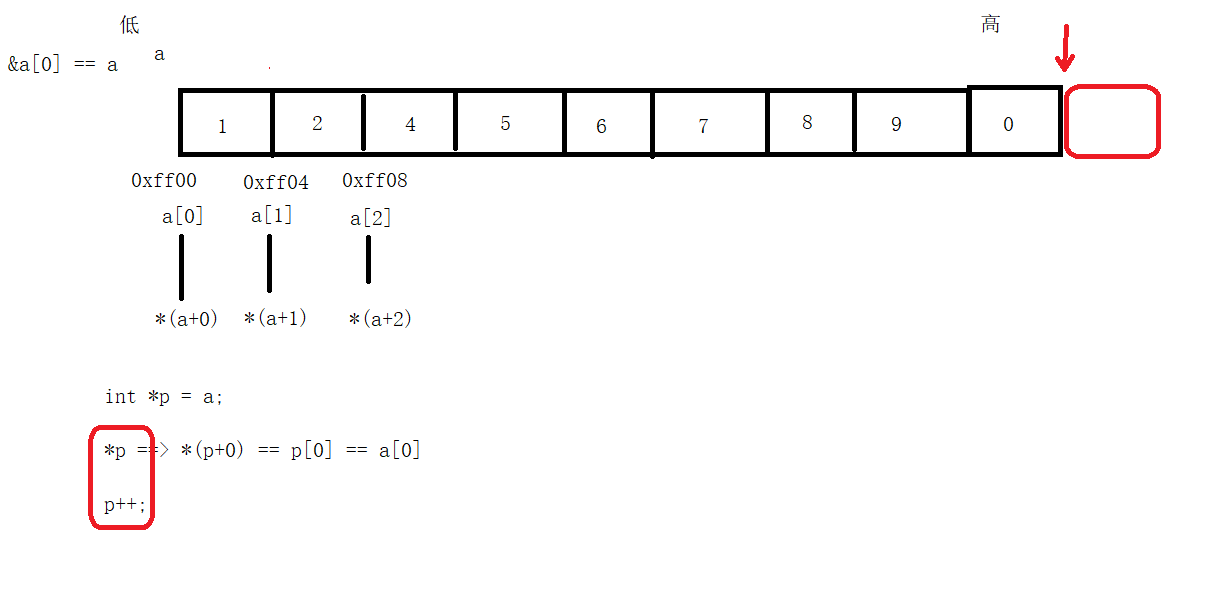 低 高
&a[0] == a a
1 2 4 5 6 7 8 9 0
0xff00 0xff04 0xff08
a[0] a[1] a[2]
*(a+0) *(a+1) *(a+2)
int *p = a;
*p ==> *(p+0) == p[0] == a[0]
p++;